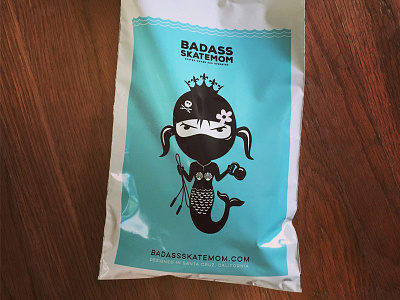 BADASS
SKATEMOM
BADASSSKATEMOM.COM
DESIGNED IN SANTA CRUZ, CALIFORNIA